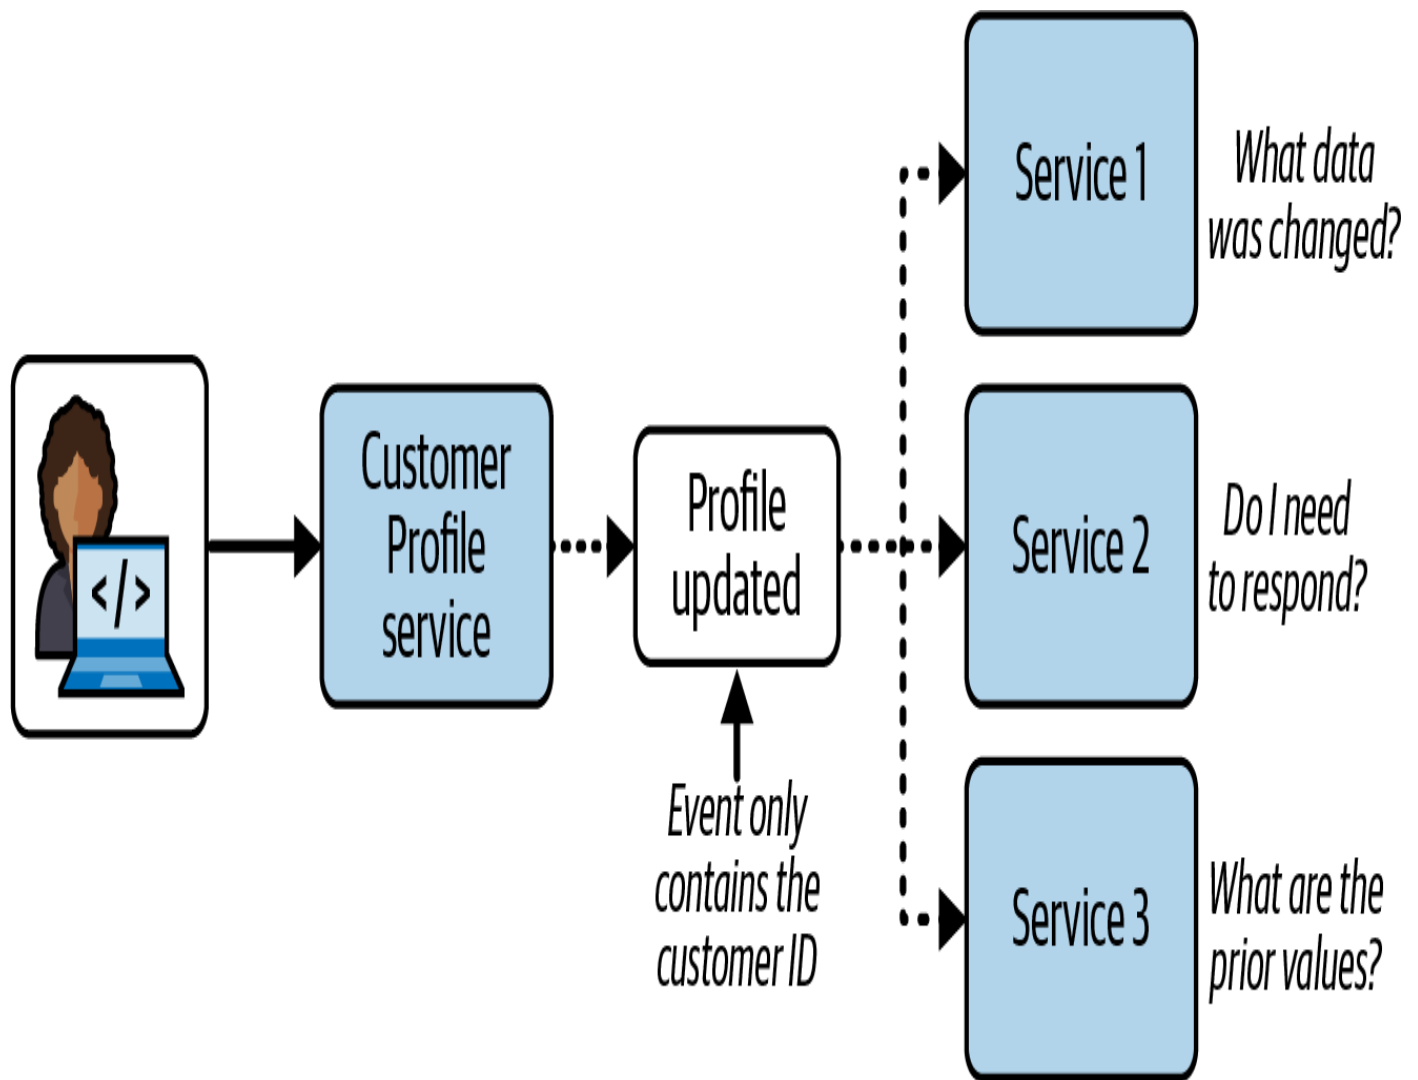 </>
Customer
Profile
service
Profile
updated
Event only
contains the
customer ID
Service 1
What data
was changed?
Service 2
Do I need
to respond?
Service 3
What are the
prior values?